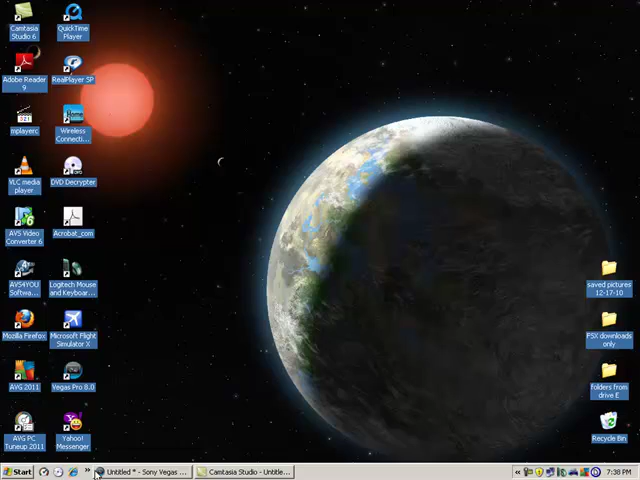 Camtasia
Studio 6
QuickTime
Player
Adobe Reader
9
RealPlayer SP
mplayerc
Wireless
Connecti...
VLC media
player
DVD Decrypter
AVS Video
Converter 6
Acrobat_com
AVS4YOU
Softwa...
Logitech Mouse
and Keyboar...
Mozilla Firefox
Microsoft Flight
Simulator X
AVG 2011
Vegas Pro 8.0
AVG PC
Tuneup 2011
Yahoo!
Messenger
saved pictures
12-17-10
PSX downloads
only
folders from
drive E
Recycle Bin
Start
Untitled * - Sony Vegas ...
Camtasia Studio - Untitle...
7:38 PM